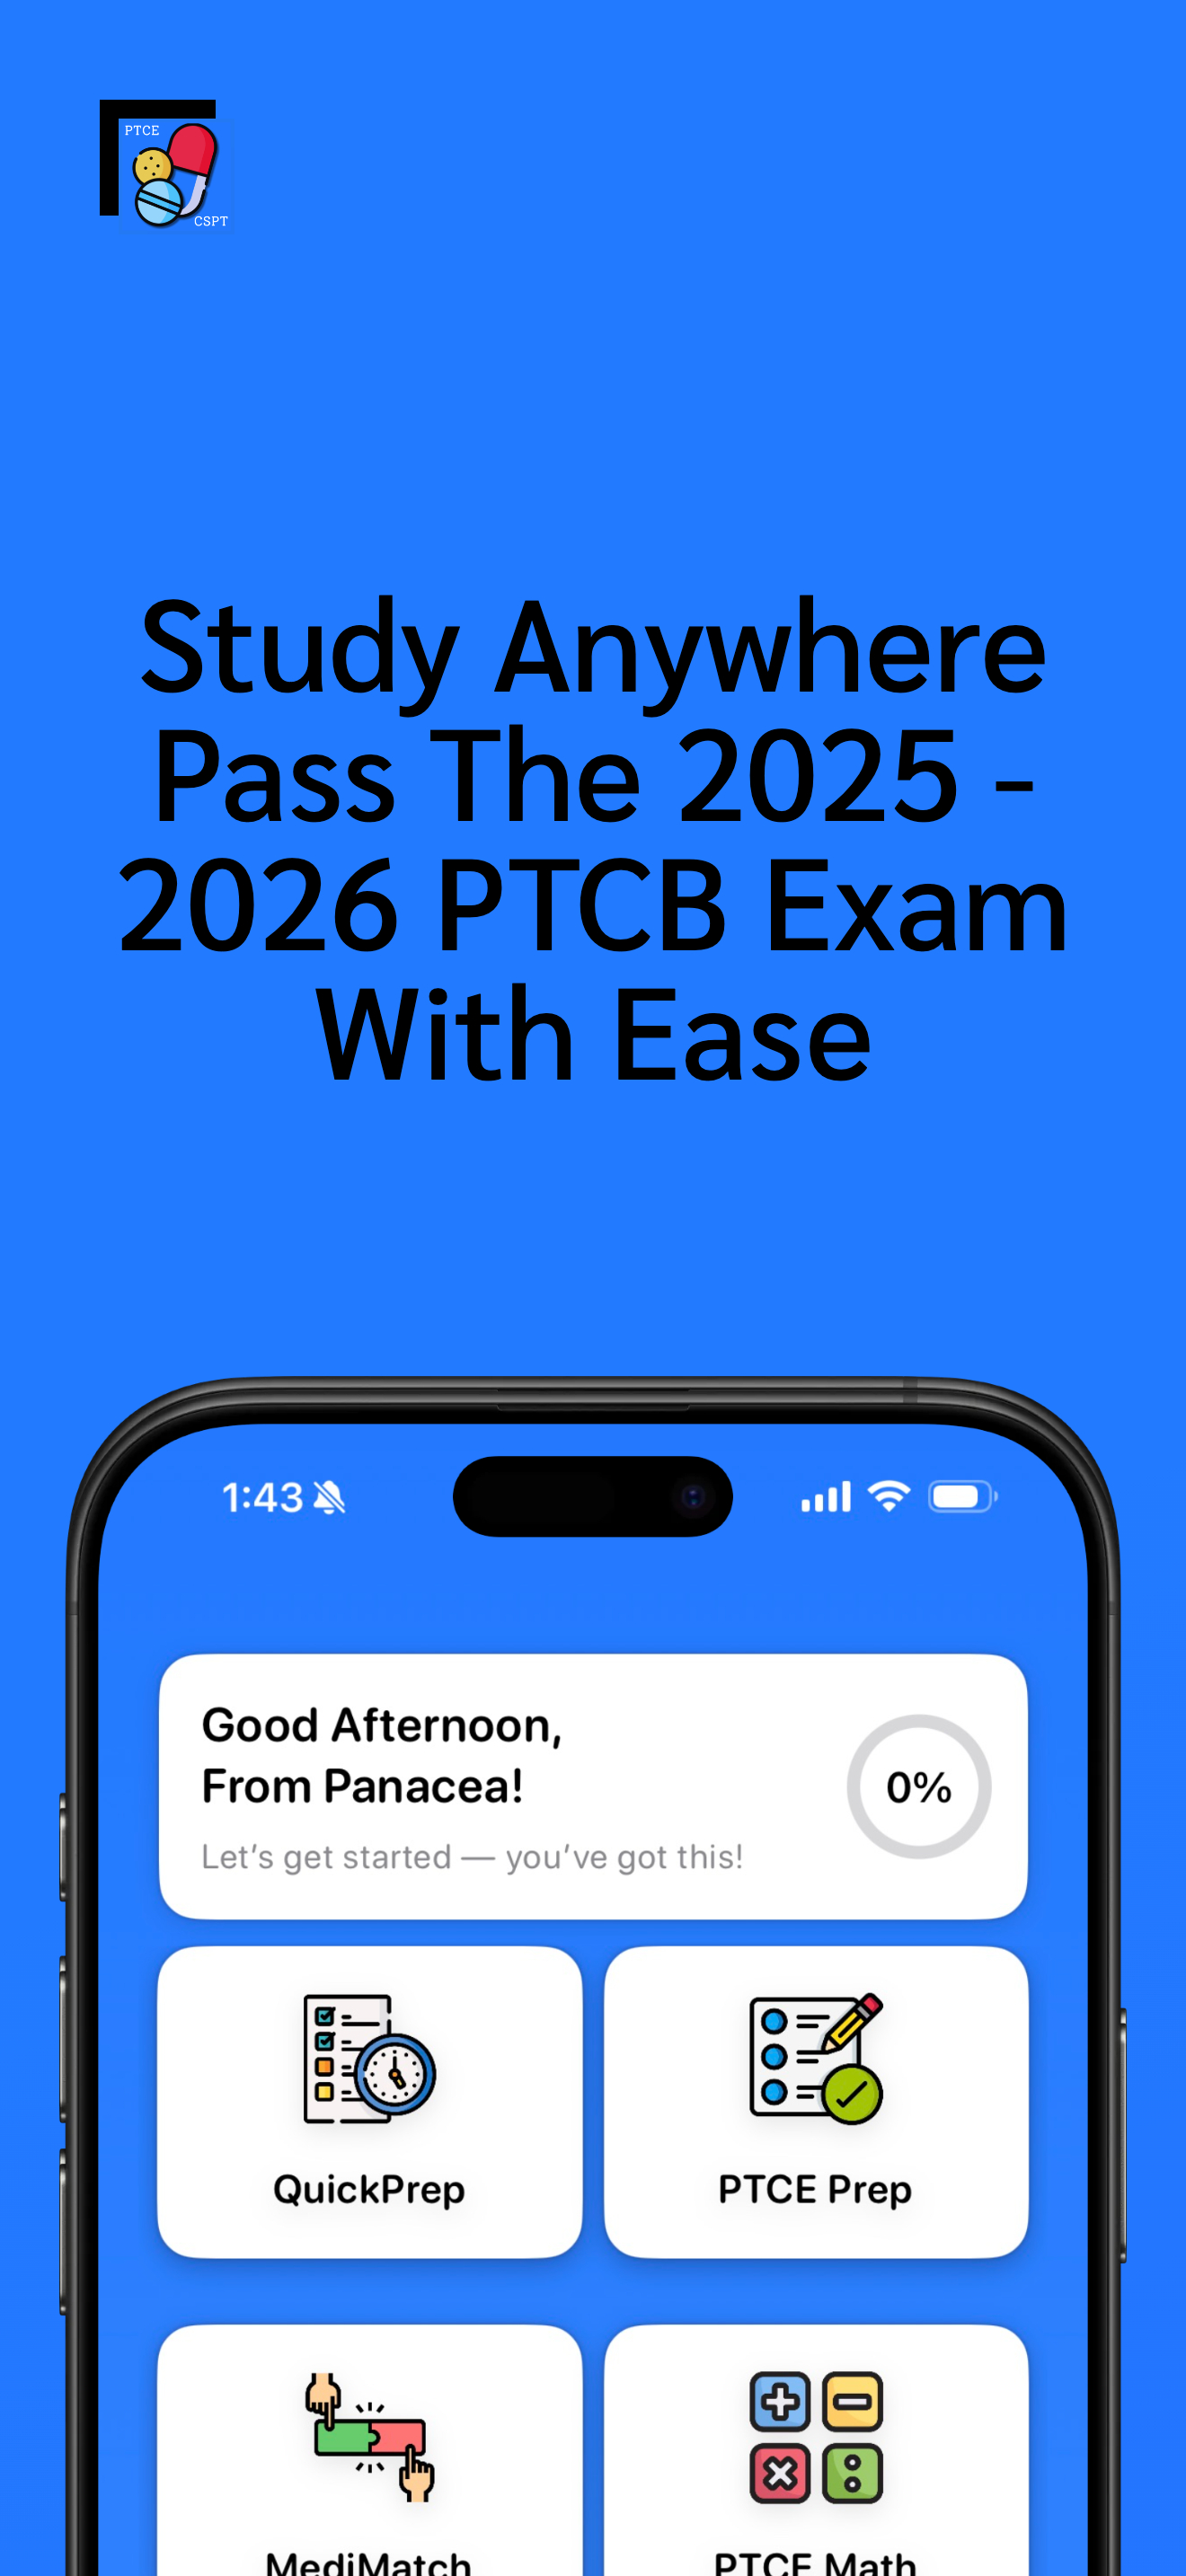 PTCE
CSPT
Study Anywhere
Pass The 2025 -
2026 PTCB Exam
With Ease
1:43
Good Afternoon,
From Panacea!
0%
Let's get started — you've got this!
QuickPrep
PTCE Prep
MediMatch
PTCE Math